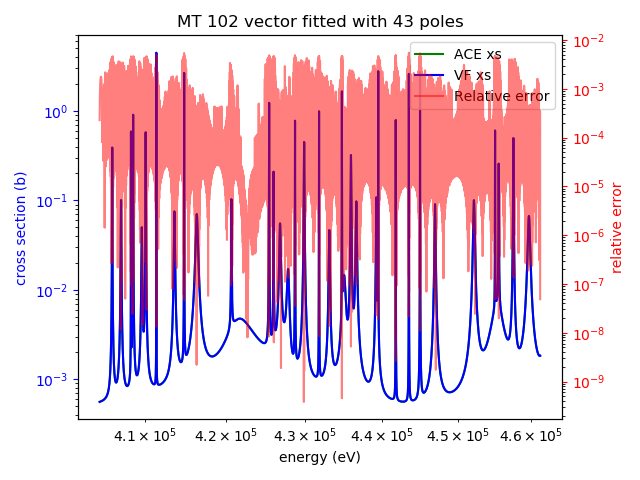 MT 102 vector fitted with 43 poles
ACE xs
VF xs
Relative error
cross section (b)
10⁰
10⁻¹
10⁻²
10⁻³
10⁻²
10⁻³
10⁻⁴
10⁻⁵
10⁻⁶
10⁻⁷
10⁻⁸
10⁻⁹
relative error
4.1 × 10⁵ 4.2 × 10⁵ 4.3 × 10⁵ 4.4 × 10⁵ 4.5 × 10⁵ 4.6 × 10⁵
energy (eV)